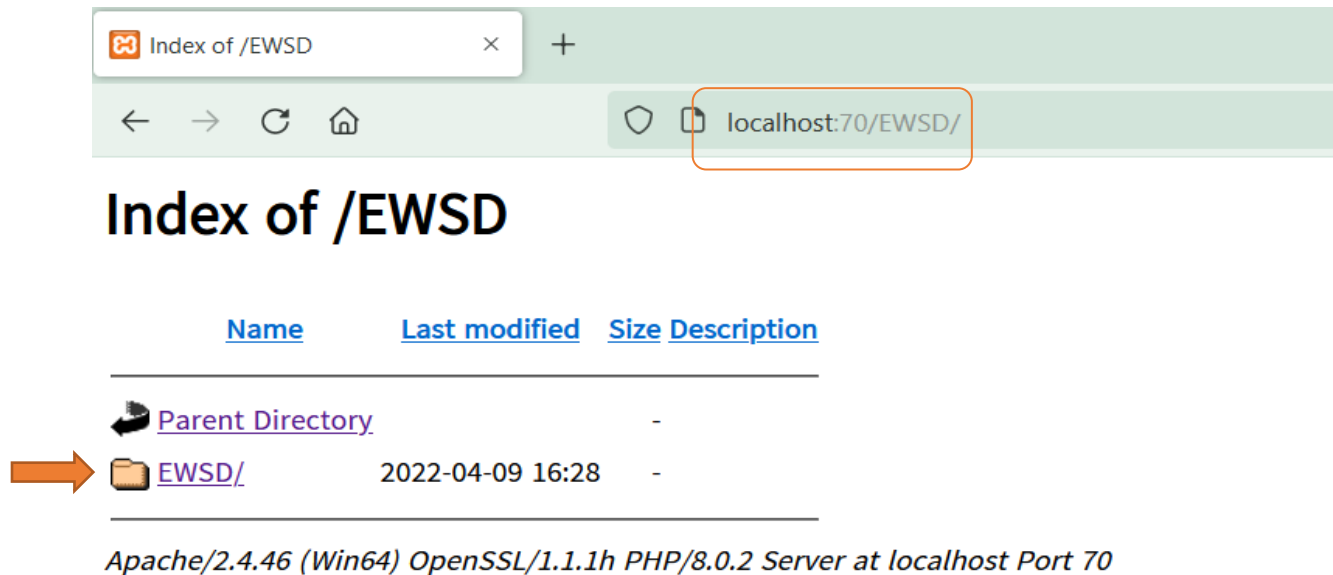 Index of /EWSD
localhost:70/EWSD/
Index of /EWSD
Name Last modified Size Description
Parent Directory -
EWSD/ 2022-04-09 16:28 -
Apache/2.4.46 (Win64) OpenSSL/1.1.1h PHP/8.0.2 Server at localhost Port 70